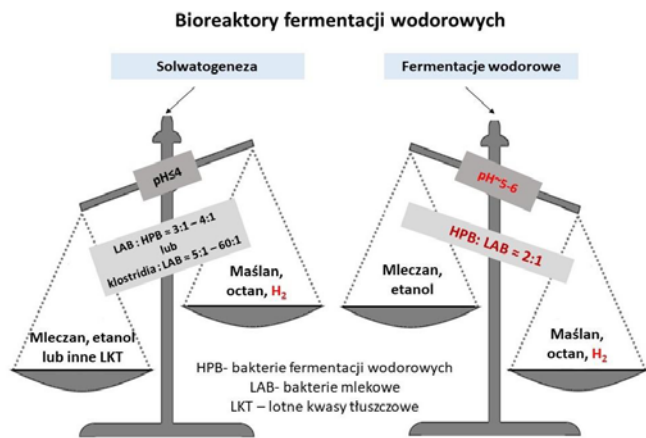 Bioreaktory fermentacji wodorowych
Solwatogeneza
Fermentacje wodorowe
pH≤4
LAB : HPB = 3:1 – 4:1
lub
klostridia : LAB = 5:1 – 60:1
Maślan,
octan, H₂
Mleczan, etanol
lub inne LKT
pH~5-6
HPB: LAB = 2:1
Mleczan,
etanol
Maślan,
octan, H₂
HPB- bakterie fermentacji wodorowych
LAB- bakterie mlekowe
LKT – lotne kwasy tłuszczowe